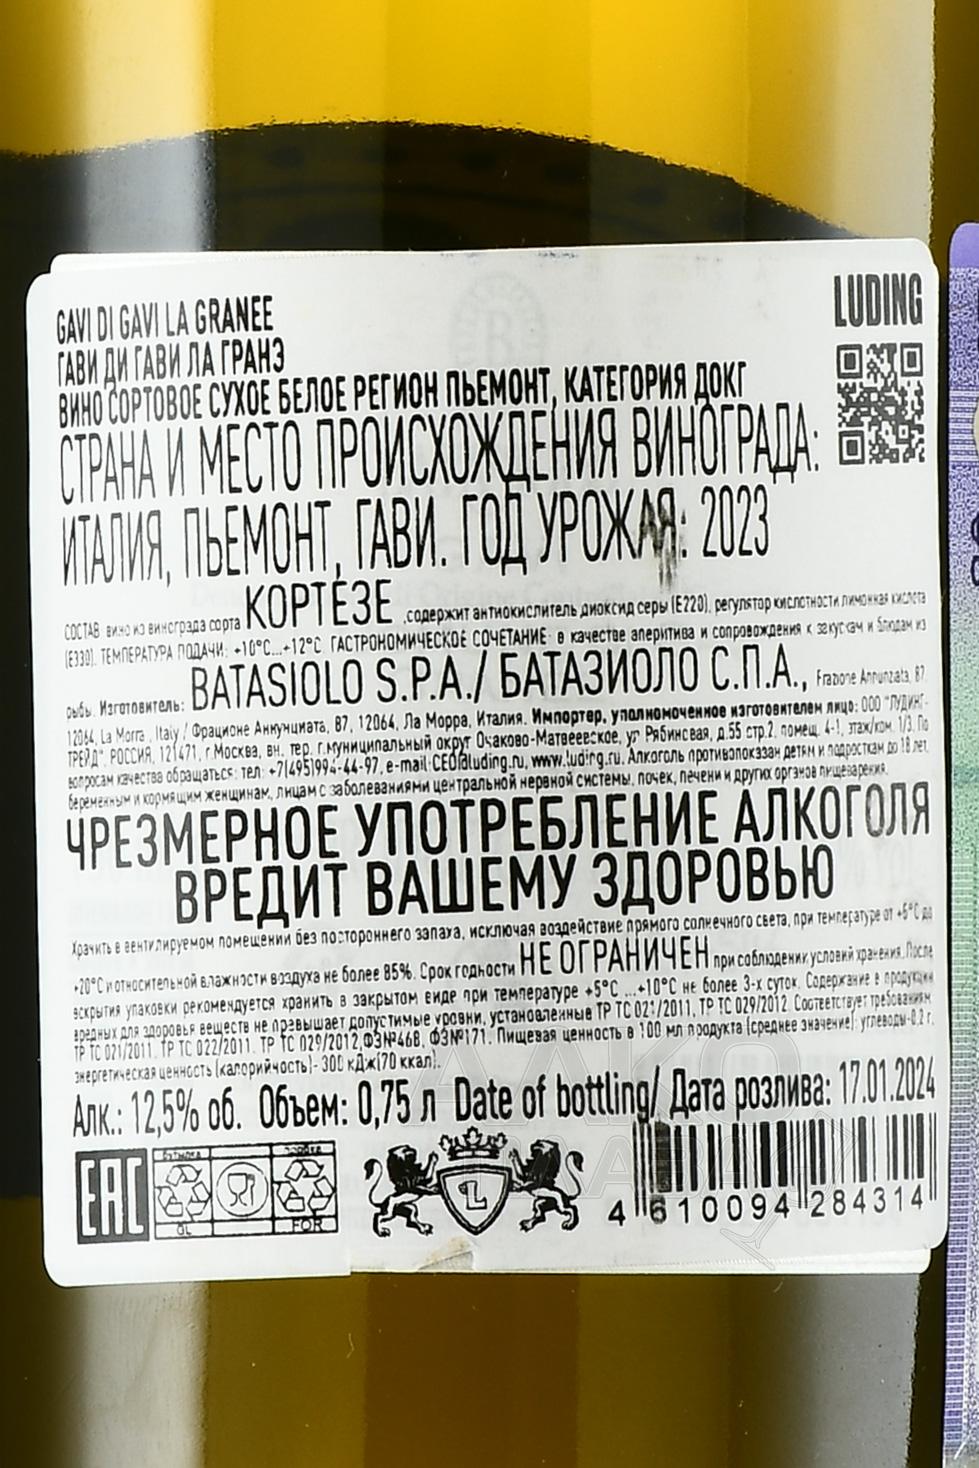 GAVI DI GAVI LA GRANEE
ГАВИ ДИ ГАВИ ЛА ГРАНЭ
ВИНО СОРТОВОЕ СУХОЕ БЕЛОЕ РЕГИОН ПЬЕМОНТ, КАТЕГОРИЯ ДОКГ
LUDING
СТРАНА И МЕСТО ПРОИСХОЖДЕНИЯ ВИНОГРАДА:
ИТАЛИЯ, ПЬЕМОНТ, ГАВИ. ГОД УРОЖАЯ: 2023
СОСТАВ: вино из винограда сорта КОРТЕЗЕ ,содержит антиокислитель диоксид серы (Е220), регулятор кислотности лимонная кислота
(Е330). ТЕМПЕРАТУРА ПОДАЧИ: +10°С...+12°С ГАСТРОНОМИЧЕСКОЕ СОЧЕТАНИЕ: в качестве аперитива и сопровождения к закускам и блюдам из
рыбы. Изготовитель: BATASIOLO S.P.A./ БАТАЗИОЛО С.П.А., Frazione Annunziata, 87,
12064, La Morra , Italy / Фрационе Аннунциата, 87, 12064, Ла Морра, Италия. Импортер, уполномоченное изготовителем лицо: ООО "ЛУДИНГ-
ТРЕЙД", РОССИЯ, 121471, г.Москва, вн. тер. г.муниципальный округ Очаково-Матвеевское, ул Рябиновая, д.55 стр.2, помещ. 4-1, этаж/ком. 1/3. По
вопросам качества обращаться: тел: +7(495)994-44-97, e-mail:CEO@luding.ru, www.luding.ru. Алкоголь противопоказан детям и подросткам до 18 лет,
беременным и кормящим женщинам, лицам с заболеваниями центральной нервной системы, почек, печени и других органов пищеварения.
ЧРЕЗМЕРНОЕ УПОТРЕБЛЕНИЕ АЛКОГОЛЯ
ВРЕДИТ ВАШЕМУ ЗДОРОВЬЮ
Хранить в вентилируемом помещении без постороннего запаха, исключая воздействие прямого солнечного света, при температуре от +5°С до
+20°С и относительной влажности воздуха не более 85%. Срок годности НЕ ОГРАНИЧЕН при соблюдении условий хранения. После
вскрытия упаковки рекомендуется хранить в закрытом виде при температуре +5°С ...+10°С не более 3-х суток. Содержание в продукции
вредных для здоровья веществ не превышает допустимые уровни, установленные ТР ТС 021/2011, ТР ТС 029/2012. Соответствует требованиям
ТР ТС 021/2011, ТР ТС 022/2011, ТР ТС 029/2012,ФЗ№468, ФЗ№171. Пищевая ценность в 100 мл продукта (среднее значение): углеводы-0,2 г,
энергетическая ценность (калорийность)- 300 кДж(70 ккал).
Алк.: 12,5% об. Объем: 0,75 л Date of bottling/ Дата розлива: 17.01.2024
EAC
бутылка
пробка
GL
FOR
L
4 610094 284314